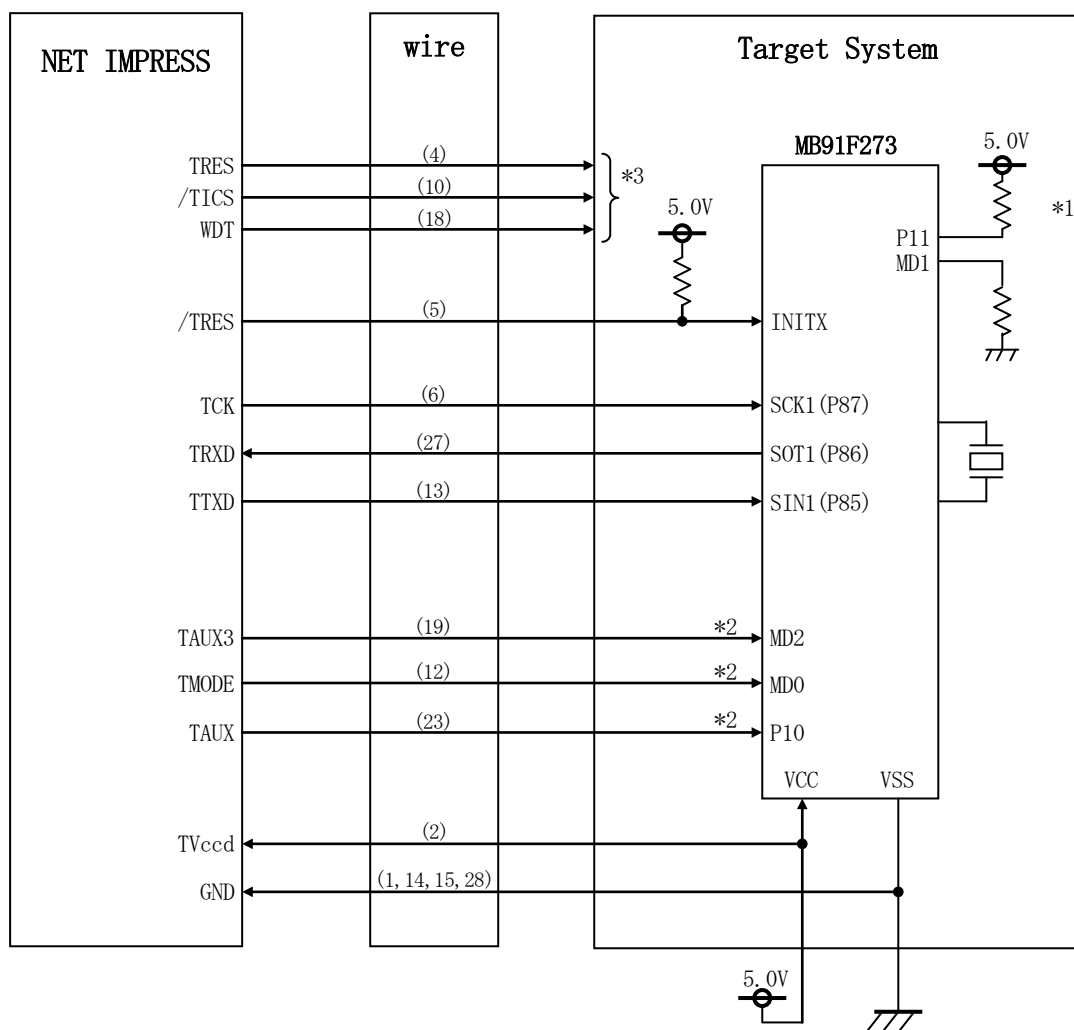 NET IMPRESS
wire
Target System
MB91F273
5.0V
*1
P11
MD1
TRES
(4)
/TICS
(10)
*3
WDT
(18)
5.0V
/TRES
(5)
INITX
TCK
(6)
SCK1(P87)
TRXD
(27)
SOT1(P86)
TTXD
(13)
SIN1(P85)
TAUX3
(19)
*2
MD2
TMODE
(12)
*2
MD0
TAUX
(23)
*2
P10
VCC
VSS
TVccd
(2)
GND
(1,14,15,28)
5.0V